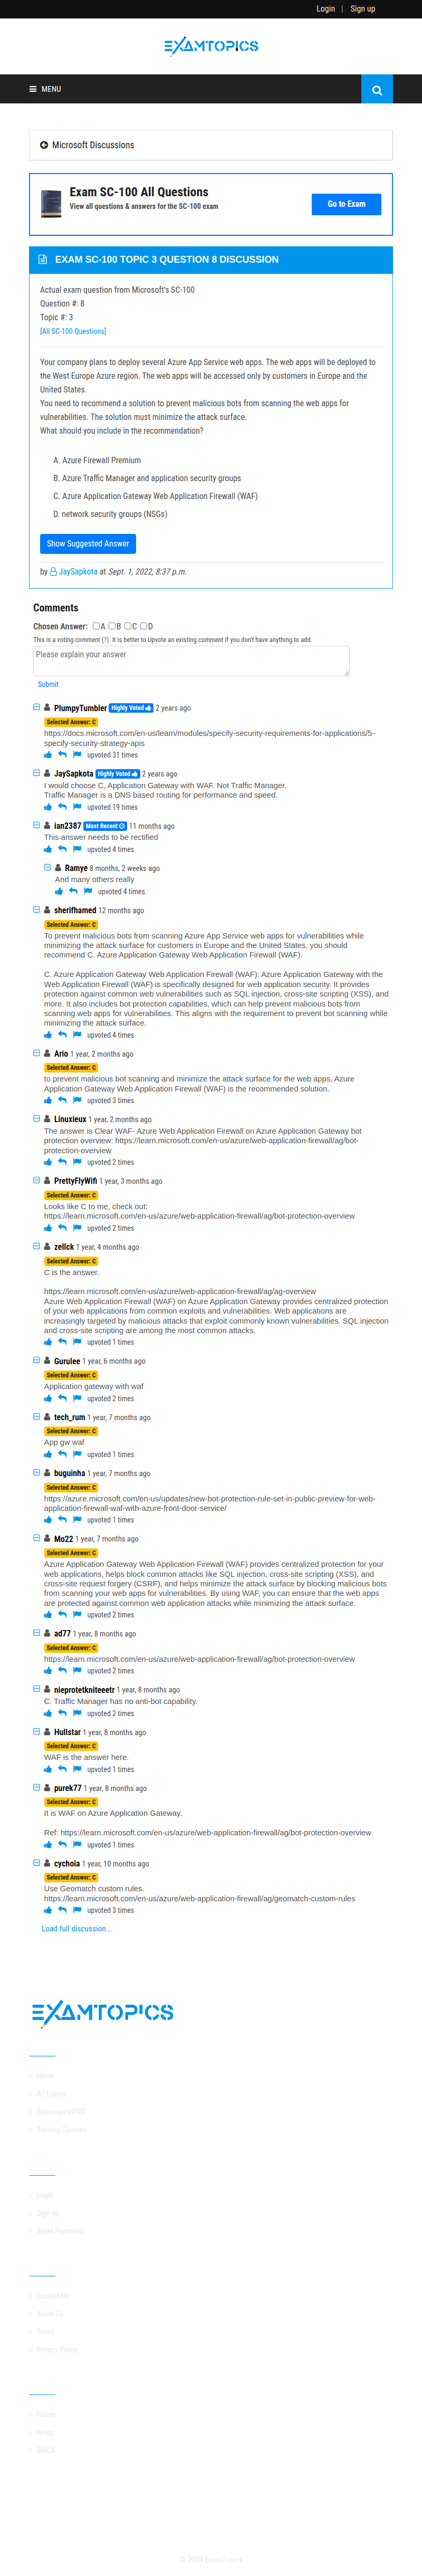 Login | Sign up
EXAMTOPICS
MENU
Microsoft Discussions
Exam SC-100 All Questions
View all questions & answers for the SC-100 exam
Go to Exam
EXAM SC-100 TOPIC 3 QUESTION 8 DISCUSSION
Actual exam question from Microsoft's SC-100
Question #: 8
Topic #: 3
[All SC-100 Questions]
Your company plans to deploy several Azure App Service web apps. The web apps will be deployed to
the West Europe Azure region. The web apps will be accessed only by customers in Europe and the
United States.
You need to recommend a solution to prevent malicious bots from scanning the web apps for
vulnerabilities. The solution must minimize the attack surface.
What should you include in the recommendation?
A. Azure Firewall Premium
B. Azure Traffic Manager and application security groups
C. Azure Application Gateway Web Application Firewall (WAF)
D. network security groups (NSGs)
Show Suggested Answer
by JaySapkota at Sept. 1, 2022, 8:37 p.m.
Comments
Chosen Answer: A B C D
This is a voting comment (?). It is better to Upvote an existing comment if you don't have anything to add.
Please explain your answer
Submit
PlumpyTumbler Highly Voted 2 years ago
Selected Answer: C
https://docs.microsoft.com/en-us/learn/modules/specify-security-requirements-for-applications/5-
specify-security-strategy-apis
upvoted 31 times
JaySapkota Highly Voted 2 years ago
I would choose C, Application Gateway with WAF. Not Traffic Manager.
Traffic Manager is a DNS based routing for performance and speed.
upvoted 19 times
ian2387 Most Recent 11 months ago
This answer needs to be rectified
upvoted 4 times
Ramye 8 months, 2 weeks ago
And many others really
upvoted 4 times
sherifhamed 12 months ago
Selected Answer: C
To prevent malicious bots from scanning Azure App Service web apps for vulnerabilities while
minimizing the attack surface for customers in Europe and the United States, you should
recommend C. Azure Application Gateway Web Application Firewall (WAF).
C. Azure Application Gateway Web Application Firewall (WAF): Azure Application Gateway with the
Web Application Firewall (WAF) is specifically designed for web application security. It provides
protection against common web vulnerabilities such as SQL injection, cross-site scripting (XSS), and
more. It also includes bot protection capabilities, which can help prevent malicious bots from
scanning web apps for vulnerabilities. This aligns with the requirement to prevent bot scanning while
minimizing the attack surface.
upvoted 4 times
Ario 1 year, 2 months ago
Selected Answer: C
to prevent malicious bot scanning and minimize the attack surface for the web apps, Azure
Application Gateway Web Application Firewall (WAF) is the recommended solution.
upvoted 3 times
Linuxieux 1 year, 2 months ago
The answer is Clear WAF- Azure Web Application Firewall on Azure Application Gateway bot
protection overview: https://learn.microsoft.com/en-us/azure/web-application-firewall/ag/bot-
protection-overview
upvoted 2 times
PrettyFlyWifi 1 year, 3 months ago
Selected Answer: C
Looks like C to me, check out:
https://learn.microsoft.com/en-us/azure/web-application-firewall/ag/bot-protection-overview
upvoted 2 times
zellck 1 year, 4 months ago
Selected Answer: C
C is the answer.
https://learn.microsoft.com/en-us/azure/web-application-firewall/ag/ag-overview
Azure Web Application Firewall (WAF) on Azure Application Gateway provides centralized protection
of your web applications from common exploits and vulnerabilities. Web applications are
increasingly targeted by malicious attacks that exploit commonly known vulnerabilities. SQL injection
and cross-site scripting are among the most common attacks.
upvoted 1 times
Gurulee 1 year, 6 months ago
Selected Answer: C
Application gateway with waf
upvoted 2 times
tech_rum 1 year, 7 months ago
Selected Answer: C
App gw waf
upvoted 1 times
buguinha 1 year, 7 months ago
Selected Answer: C
https://azure.microsoft.com/en-us/updates/new-bot-protection-rule-set-in-public-preview-for-web-
application-firewall-waf-with-azure-front-door-service/
upvoted 1 times
Mo22 1 year, 7 months ago
Selected Answer: C
Azure Application Gateway Web Application Firewall (WAF) provides centralized protection for your
web applications, helps block common attacks like SQL injection, cross-site scripting (XSS), and
cross-site request forgery (CSRF), and helps minimize the attack surface by blocking malicious bots
from scanning your web apps for vulnerabilities. By using WAF, you can ensure that the web apps
are protected against common web application attacks while minimizing the attack surface.
upvoted 2 times
ad77 1 year, 8 months ago
Selected Answer: C
https://learn.microsoft.com/en-us/azure/web-application-firewall/ag/bot-protection-overview
upvoted 2 times
nieprotetkniteeetr 1 year, 8 months ago
C. Traffic Manager has no anti-bot capability.
upvoted 2 times
Hullstar 1 year, 8 months ago
Selected Answer: C
WAF is the answer here.
upvoted 1 times
purek77 1 year, 8 months ago
Selected Answer: C
It is WAF on Azure Application Gateway.
Ref: https://learn.microsoft.com/en-us/azure/web-application-firewall/ag/bot-protection-overview
upvoted 1 times
cychoia 1 year, 10 months ago
Selected Answer: C
Use Geomatch custom rules.
https://learn.microsoft.com/en-us/azure/web-application-firewall/ag/geomatch-custom-rules
upvoted 3 times
Load full discussion...
EXAMTOPICS
Home
All Exams
Examtopics PRO
Training Courses
Login
Sign up
Reset Password
Contact Us
About Us
Terms
Privacy Policy
Forum
News
DMCA
© 2024 ExamTopics